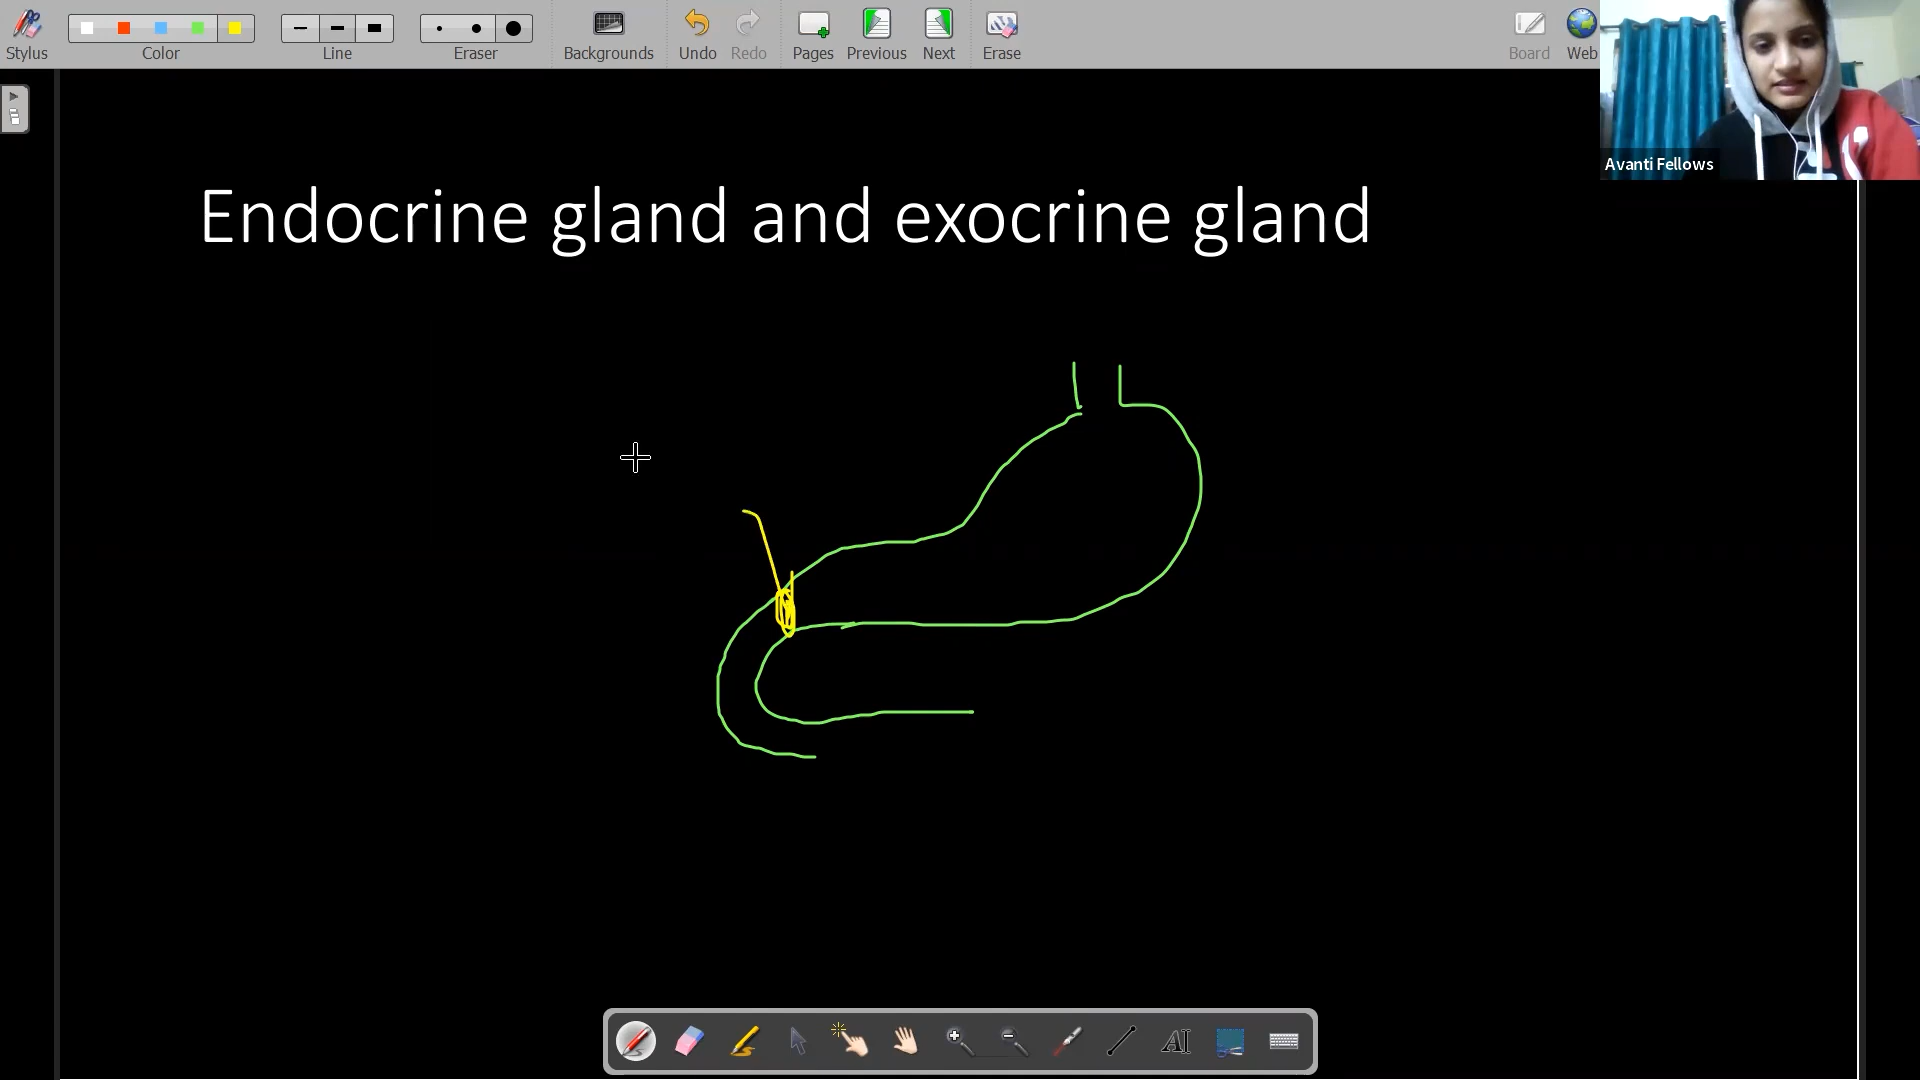 Stylus
Color
Line
Eraser
Backgrounds
Undo
Redo
Pages
Previous
Next
Erase
Board
Web
Avanti Fellows
Endocrine gland and exocrine gland
AI